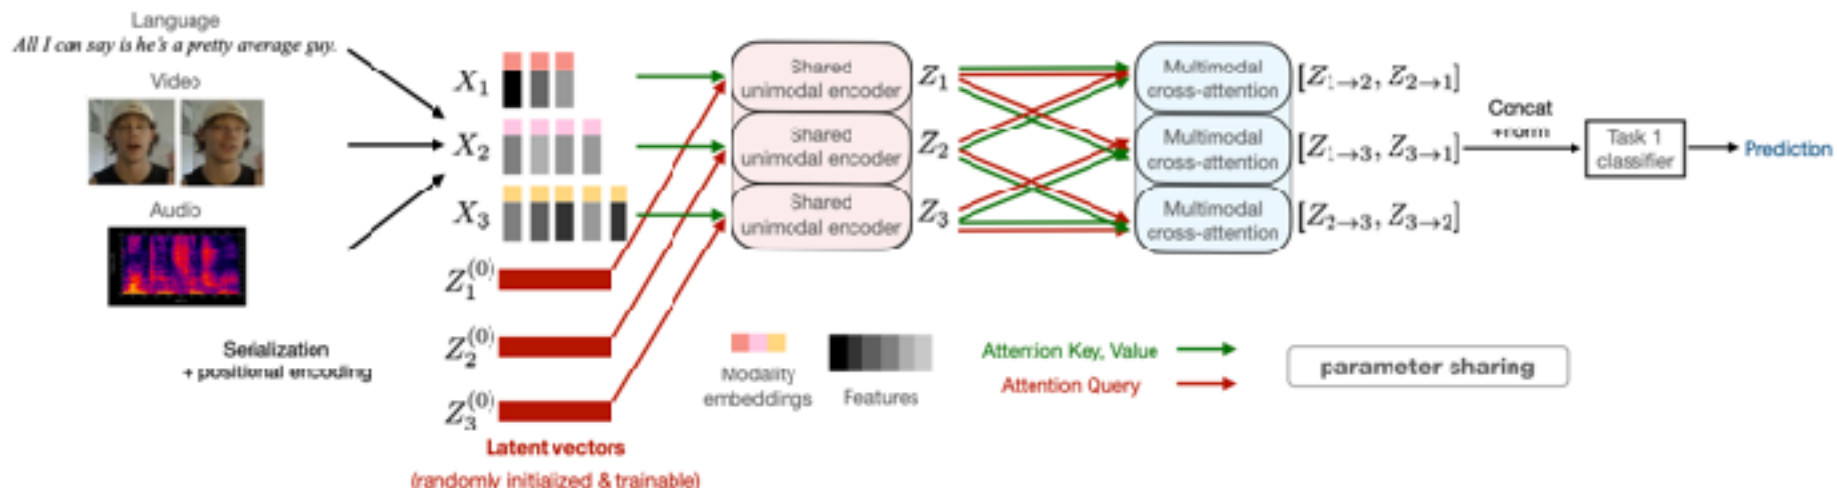 Language
All I can say is he's a pretty average guy.
Video
Audio
Serialization
+ positional encoding
X₁
X₂
X₃
Z₁⁽⁰⁾
Z₂⁽⁰⁾
Z₃⁽⁰⁾
Latent vectors
(randomly initialized & trainable)
Shared
unimodal encoder
Shared
unimodal encoder
Shared
unimodal encoder
Z₁
Z₂
Z₃
Modality
embeddings
Features
Multimodal
cross-attention
Multimodal
cross-attention
Multimodal
cross-attention
[Z₁→₂, Z₂→₁]
[Z₁→₃, Z₃→₁]
[Z₂→₃, Z₃→₂]
Attention Key, Value
Attention Query
parameter sharing
Concat
Task 1
classifier
Prediction